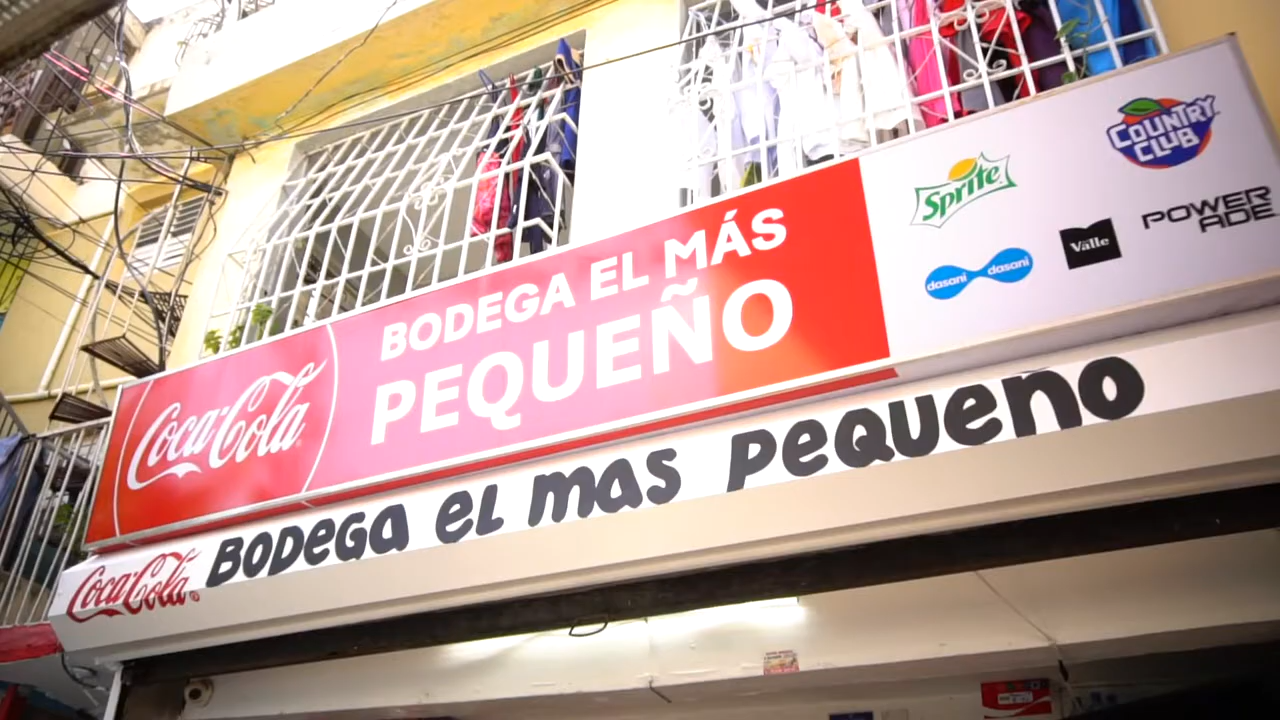 Coca-Cola
BODEGA EL MÁS
PEQUEÑO
Sprite
COUNTRY
CLUB
dasani dasani
Valle
POWER
ADE
Coca-Cola BODEGA EL MAS PEQUEÑO